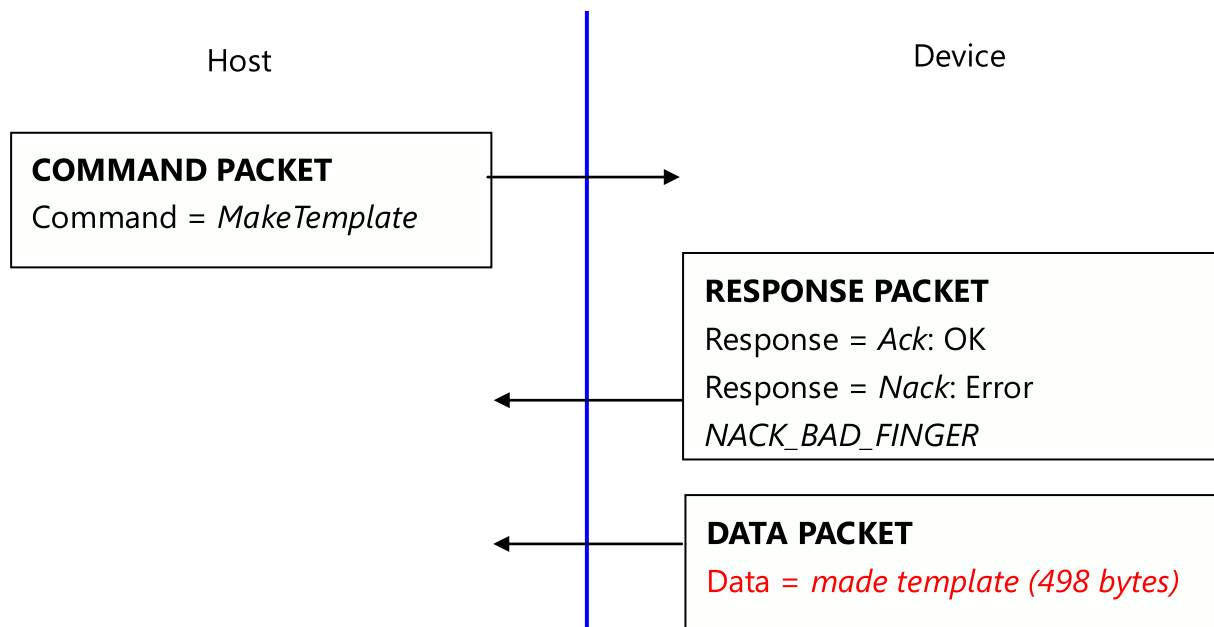 Host
Device
COMMAND PACKET
Command = MakeTemplate
RESPONSE PACKET
Response = Ack: OK
Response = Nack: Error
NACK_BAD_FINGER
DATA PACKET
Data = made template (498 bytes)